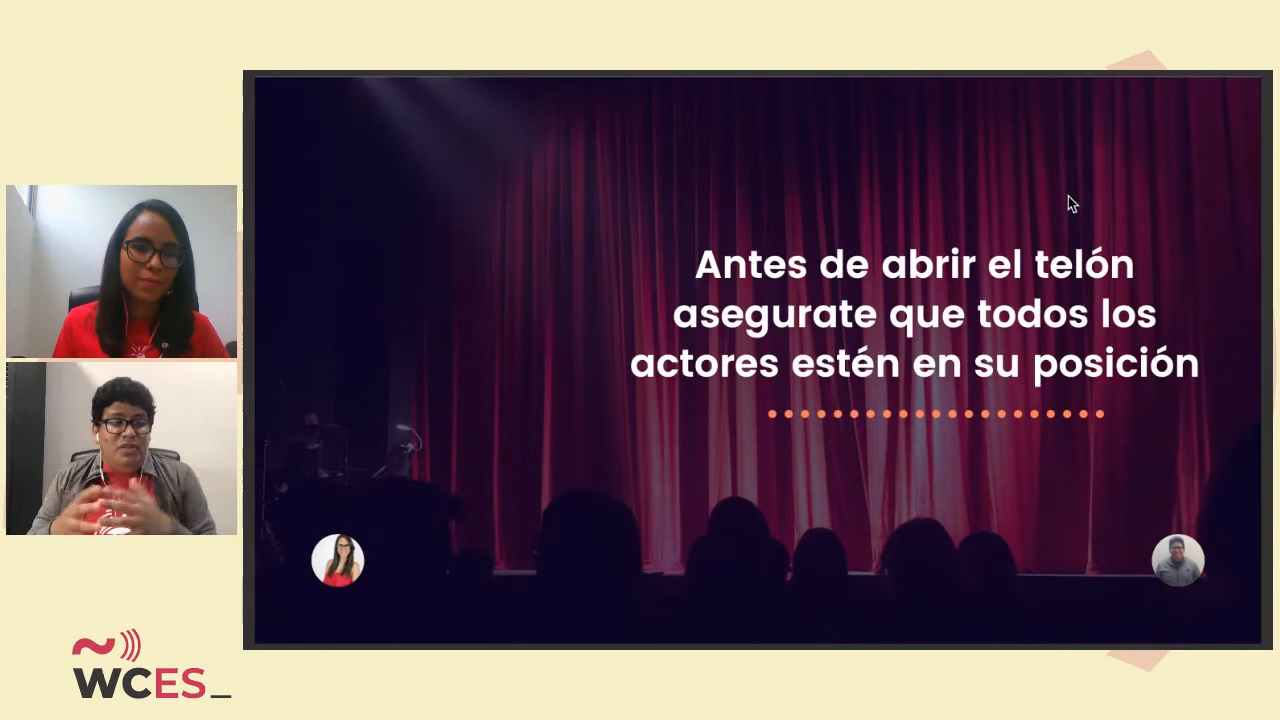 Antes de abrir el telón
asegurate que todos los
actores estén en su posición
WCES_